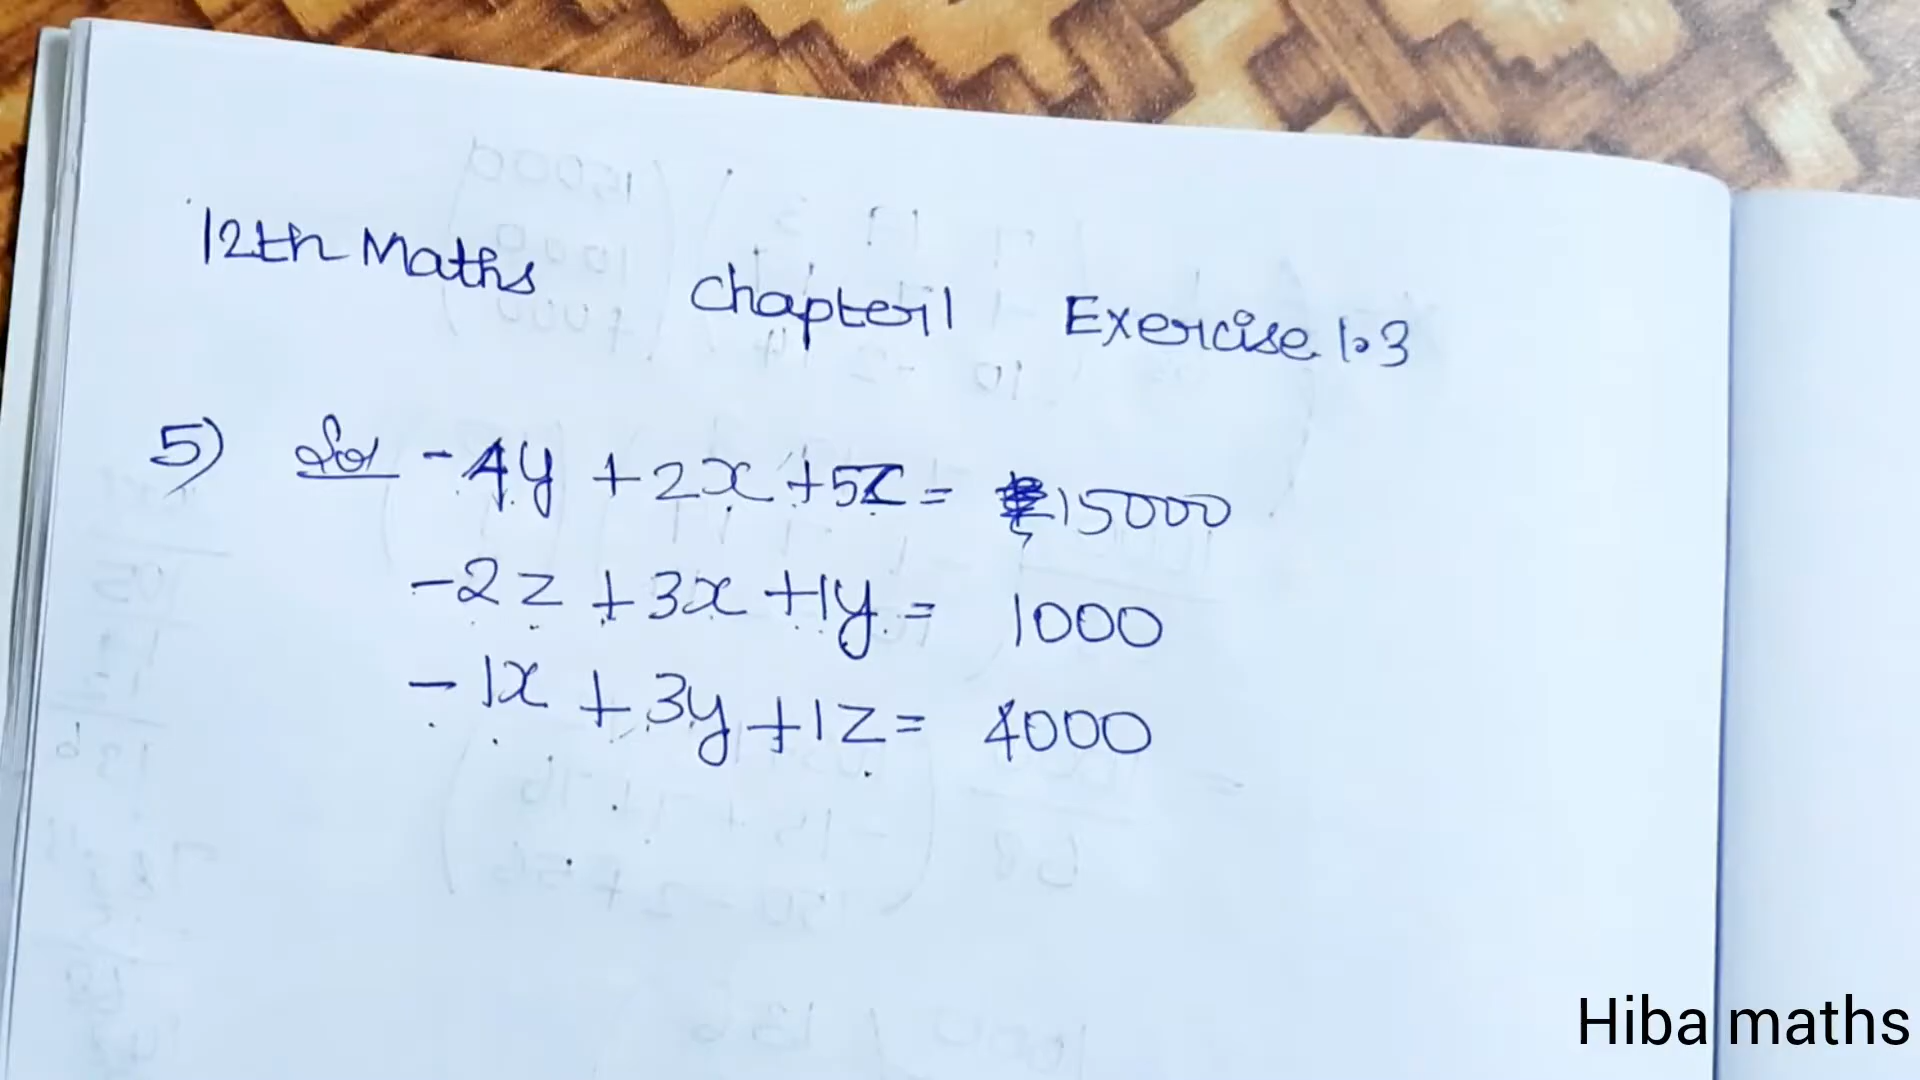 12th Maths Chapter 1 Exercise 1.3
5) Sol -4y + 2x + 5z = 15000
-2z + 3x + 1y = 1000
-1x + 3y + 1z = 4000
Hiba maths